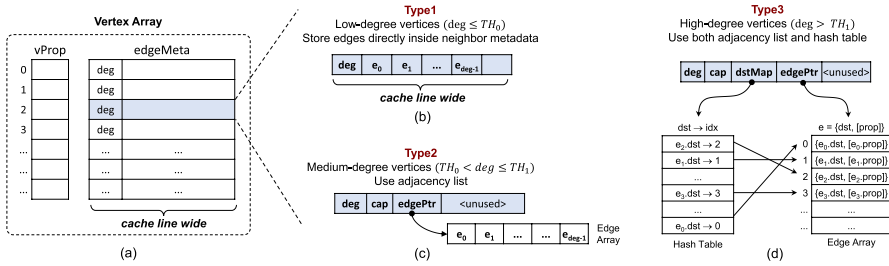 Vertex Array
vProp
edgeMeta
0
deg
1
deg
2
deg
3
deg
...
...
...
...
...
...
...
...
...
cache line wide
(a)
Type1
Low-degree vertices (deg ≤ TH₀)
Store edges directly inside neighbor metadata
deg e₀ e₁ ... e_deg-1
cache line wide
(b)
Type2
Medium-degree vertices (TH₀ < deg ≤ TH₁)
Use adjacency list
deg cap edgePtr <unused>
e₀ e₁ ... ... e_deg-1
Edge
Array
(c)
Type3
High-degree vertices (deg > TH₁)
Use both adjacency list and hash table
deg cap dstMap edgePtr <unused>
dst → idx
e₂.dst → 2
e₁.dst → 1
...
e₃.dst → 3
...
e₀.dst → 0
Hash Table
e = {dst, [prop]}
0 {e₀.dst, [e₀.prop]}
1 {e₁.dst, [e₁.prop]}
2 {e₂.dst, [e₂.prop]}
3 {e₃.dst, [e₃.prop]}
... ...
... ...
Edge Array
(d)